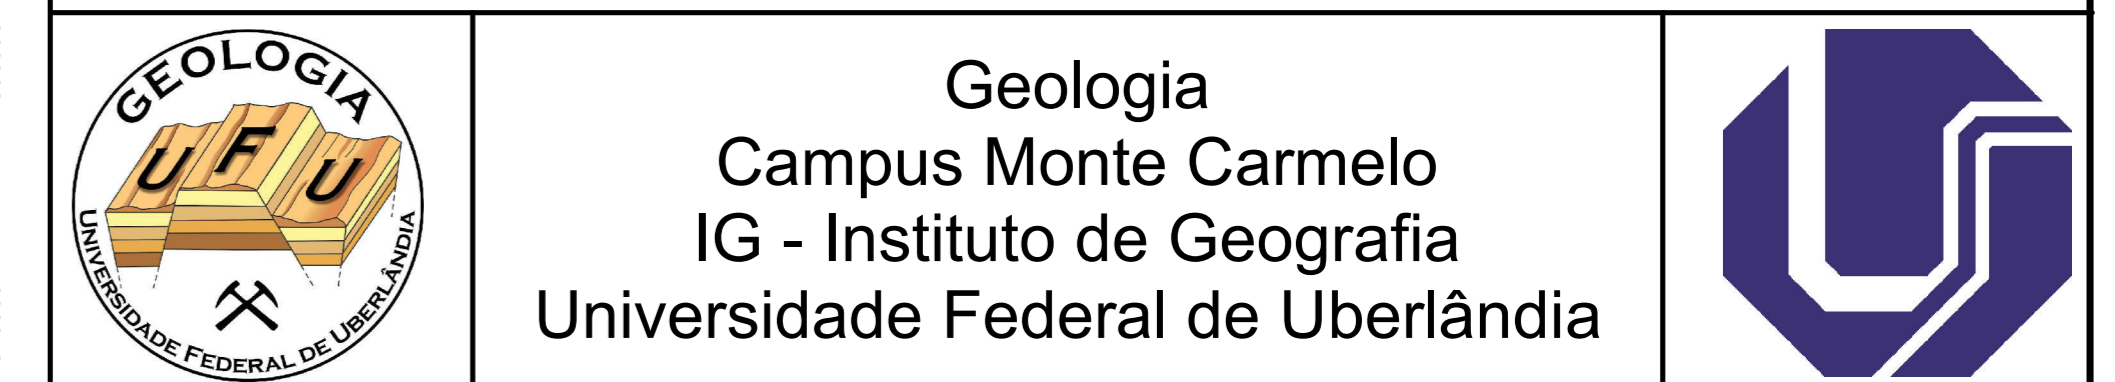 GEOLOGIA
U F U
UNIVERSIDADE FEDERAL DE UBERLÂNDIA
Geologia
Campus Monte Carmelo
IG - Instituto de Geografia
Universidade Federal de Uberlândia